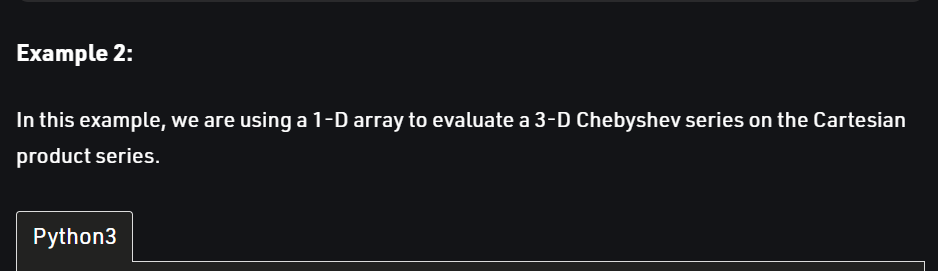 Example 2:
In this example, we are using a 1-D array to evaluate a 3-D Chebyshev series on the Cartesian
product series.
Python3